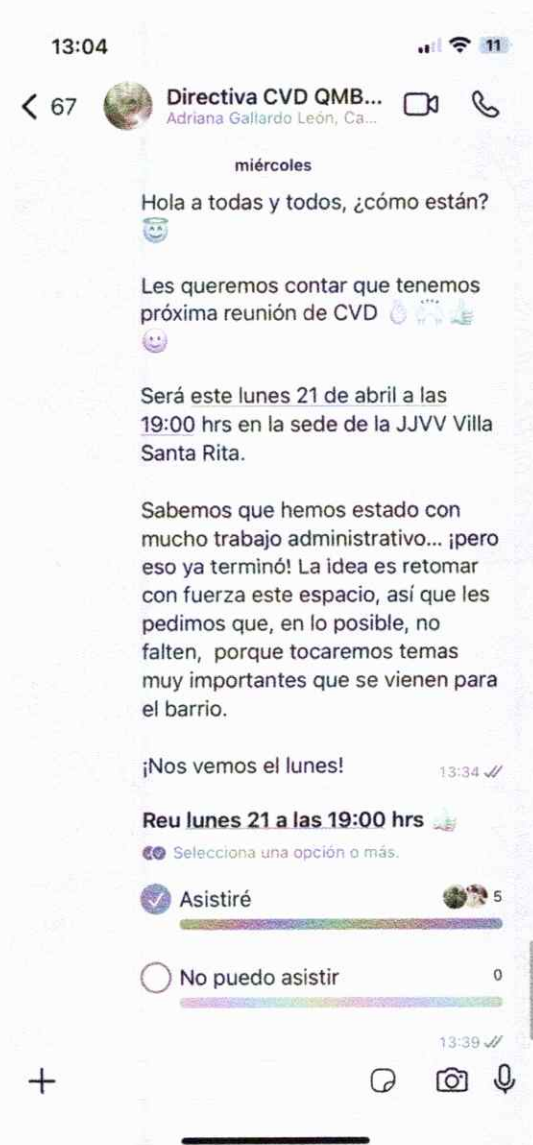 13:04
11
67
Directiva CVD QMB...
Adriana Gallardo León, Ca...
miércoles
Hola a todas y todos, ¿cómo están?
😇
Les queremos contar que tenemos
próxima reunión de CVD 👌🏻🙌🏻👍🏻
🙂
Será este lunes 21 de abril a las
19:00 hrs en la sede de la JJVV Villa
Santa Rita.
Sabemos que hemos estado con
mucho trabajo administrativo... ¡pero
eso ya terminó! La idea es retomar
con fuerza este espacio, así que les
pedimos que, en lo posible, no
falten, porque tocaremos temas
muy importantes que se vienen para
el barrio.
¡Nos vemos el lunes!
13:34
Reu lunes 21 a las 19:00 hrs 👍🏻
Selecciona una opción o más.
Asistiré 5
No puedo asistir 0
13:39